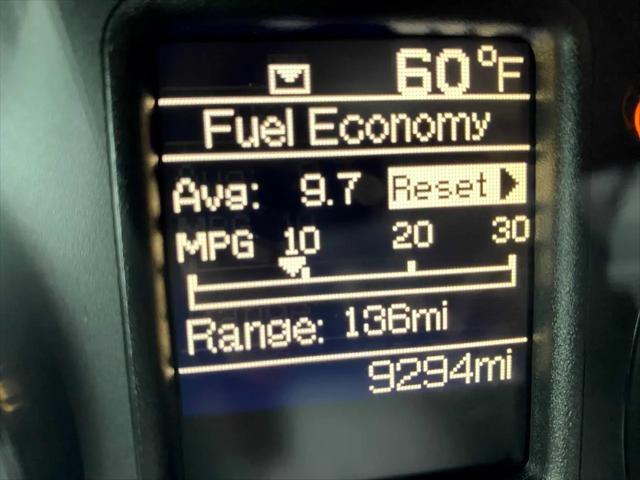 60°F
Fuel Economy
Avg: 9.7 Reset
MPG 10 20 30
Range: 136mi
9294mi